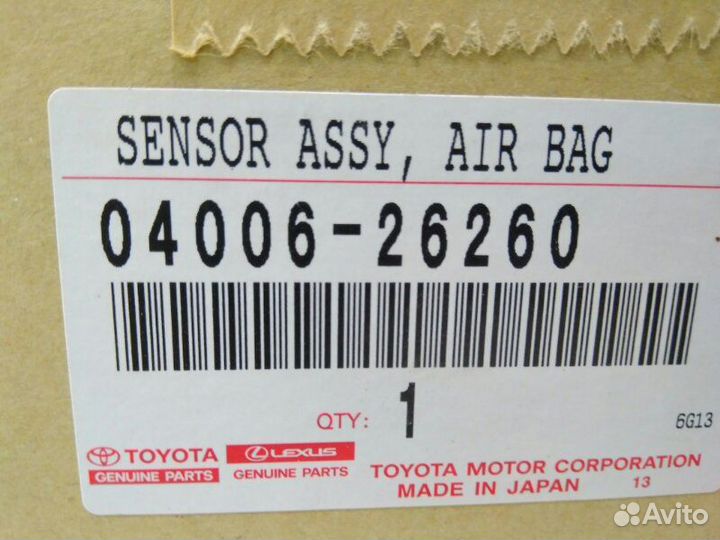 SENSOR ASSY, AIR BAG
04006-26260
QTY: 1
6G13
TOYOTA LEXUS
GENUINE PARTS GENUINE PARTS
TOYOTA MOTOR CORPORATION
MADE IN JAPAN 13
Avito